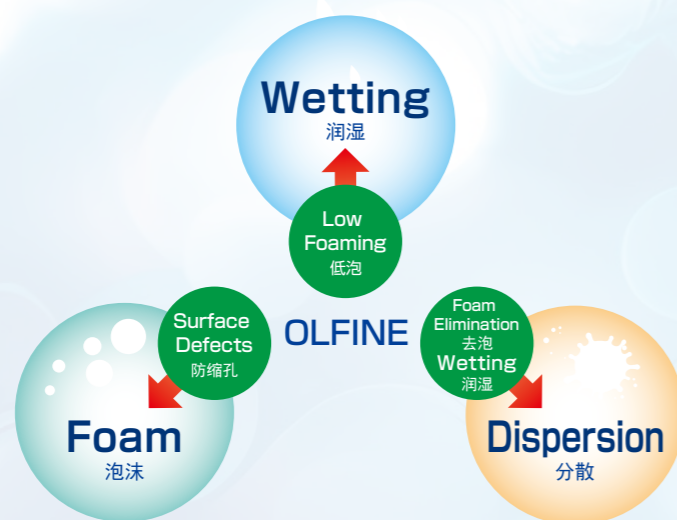 Wetting
润湿
Low
Foaming
低泡
Surface
Defects
防缩孔
OLFINE
Foam
Elimination
去泡
Wetting
润湿
Foam
泡沫
Dispersion
分散